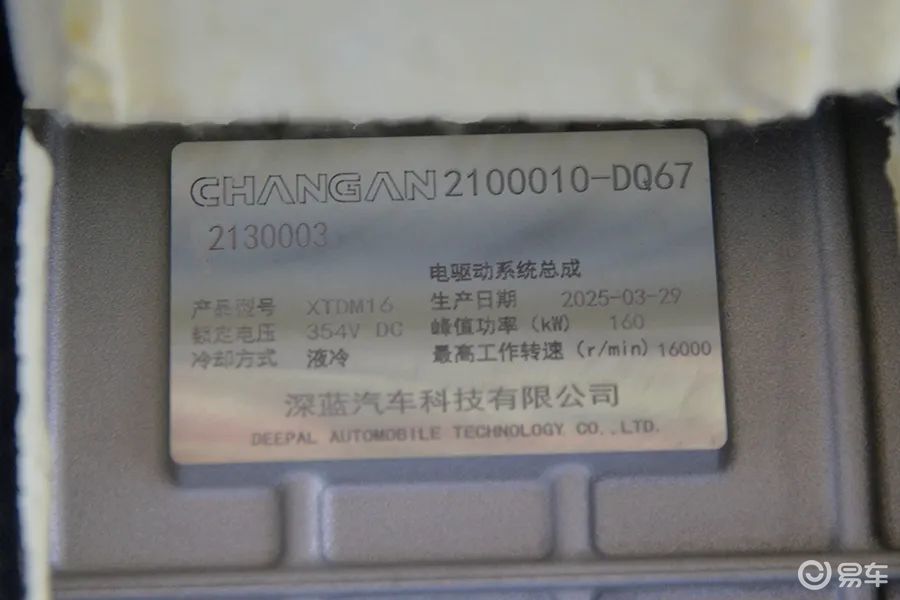 CHANGAN 2100010-DQ67
2130003
电驱动系统总成
产品型号 XTDM16 生产日期 2025-03-29
额定电压 354V DC 峰值功率(kW) 160
冷却方式 液冷 最高工作转速(r/min) 16000
深蓝汽车科技有限公司
DEEPAL AUTOMOBILE TECHNOLOGY CO.,LTD.
易车